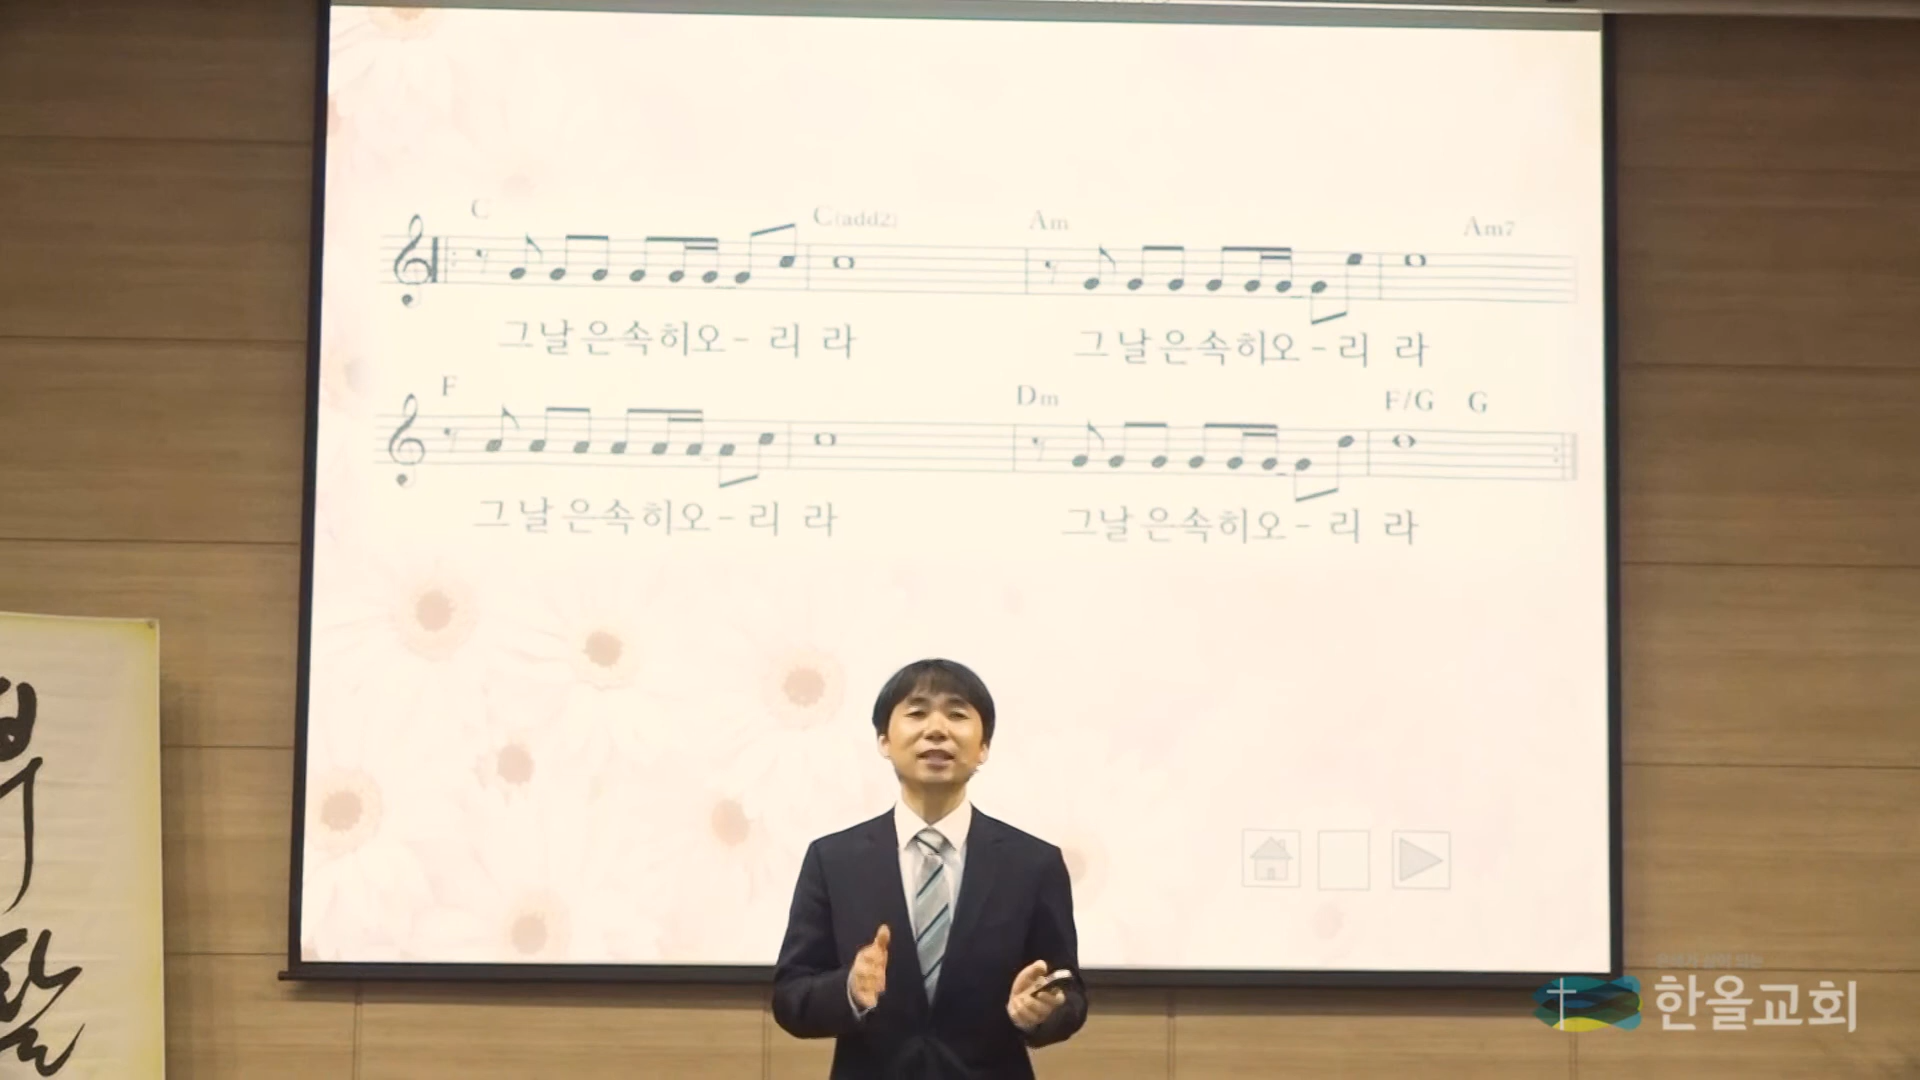 C C(add2) Am Am7
그날은속히오-리 라 그날은속히오-리 라
F Dm F/G G
그날은속히오-리 라 그날은속히오-리 라
한올교회